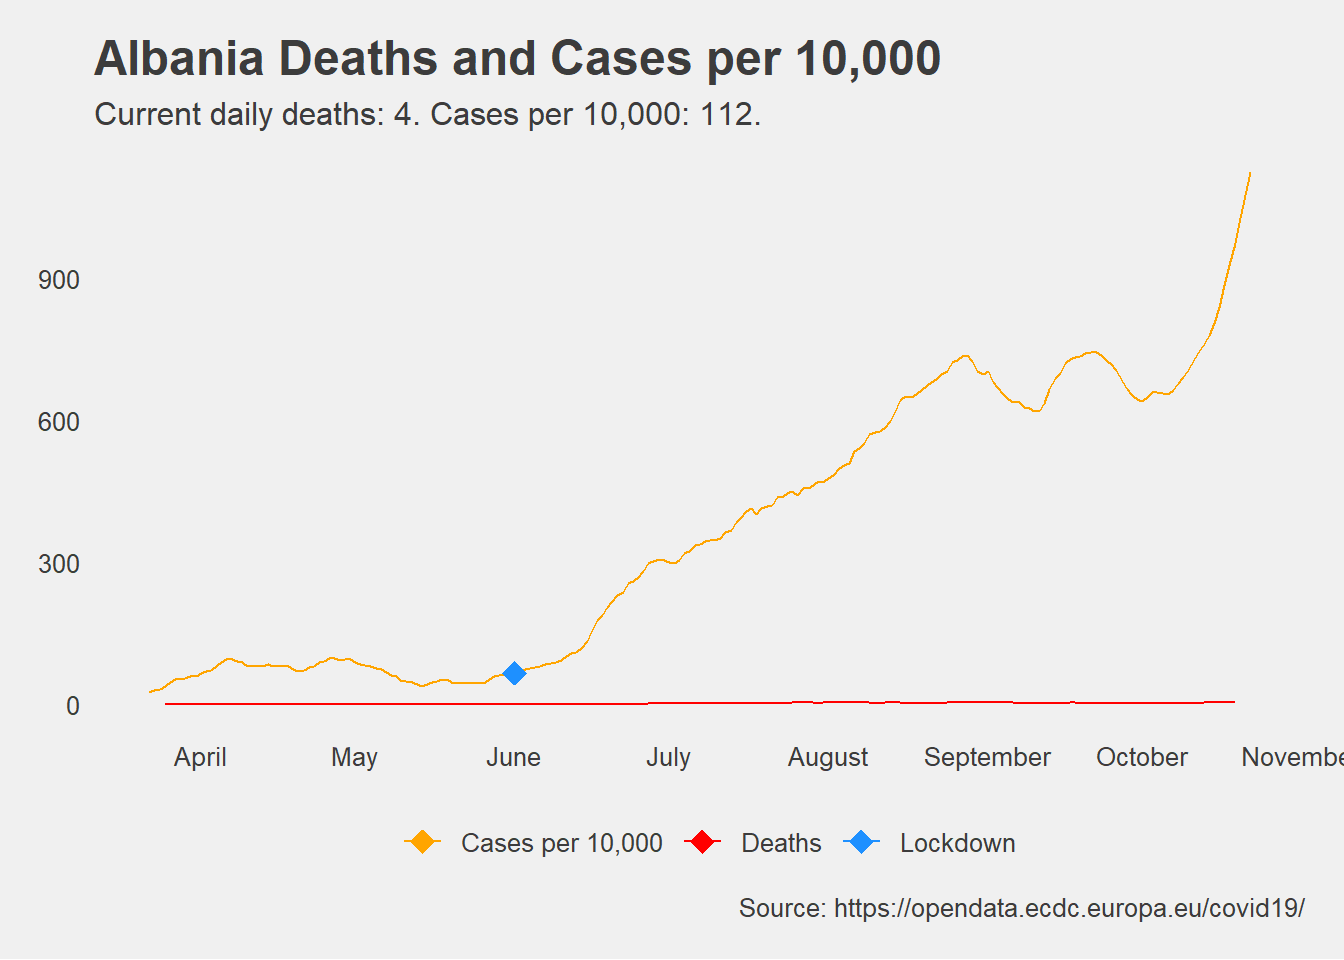 Albania Deaths and Cases per 10,000
Current daily deaths: 4. Cases per 10,000: 112.
900
600
300
0
April May June July August September October Novembe
Cases per 10,000 Deaths Lockdown
Source: https://opendata.ecdc.europa.eu/covid19/